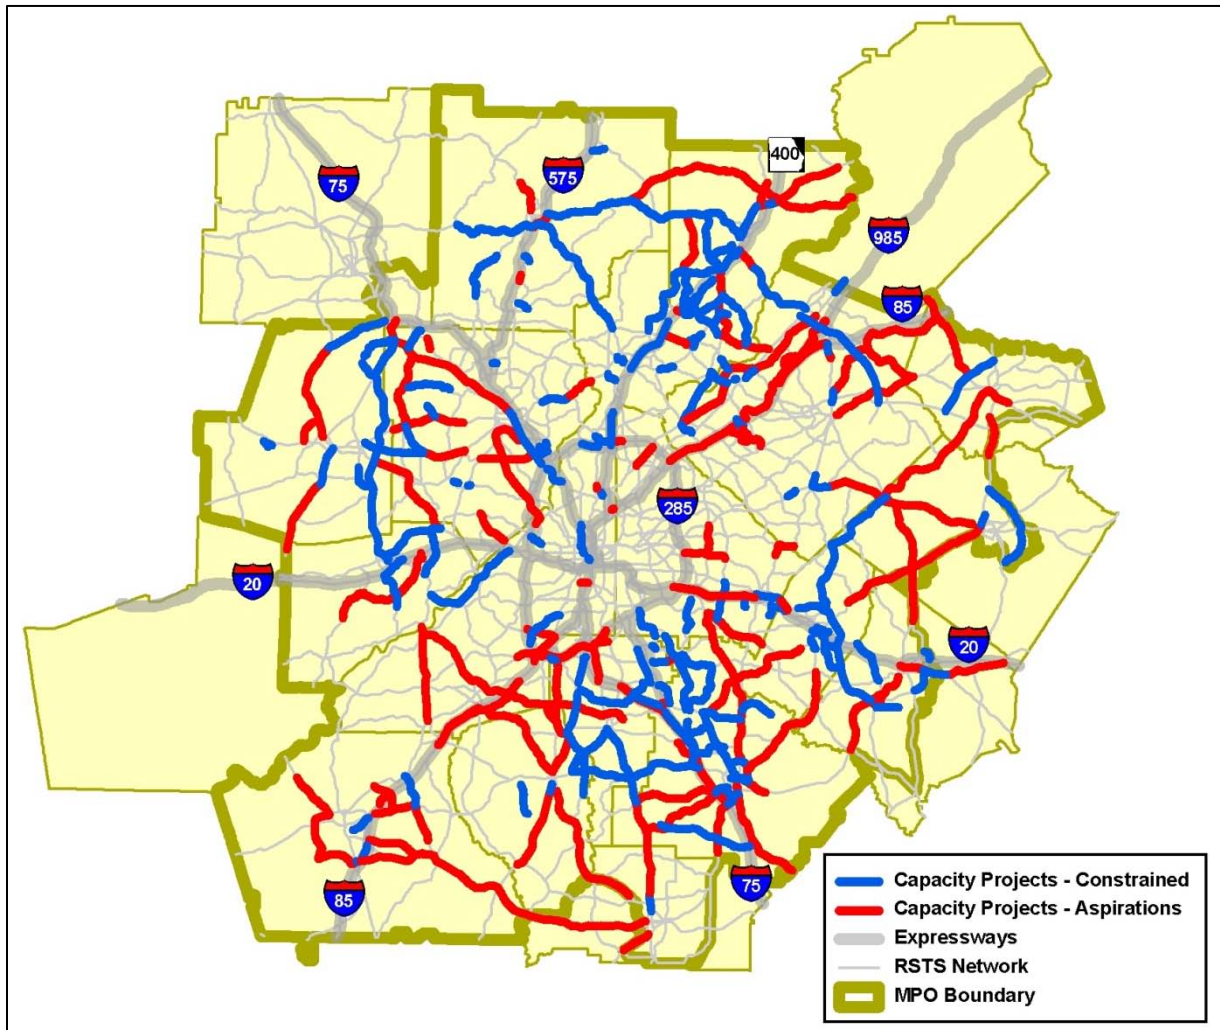 400
75
575
985
85
285
20
20
75
85
Capacity Projects - Constrained
Capacity Projects - Aspirations
Expressways
RSTS Network
MPO Boundary